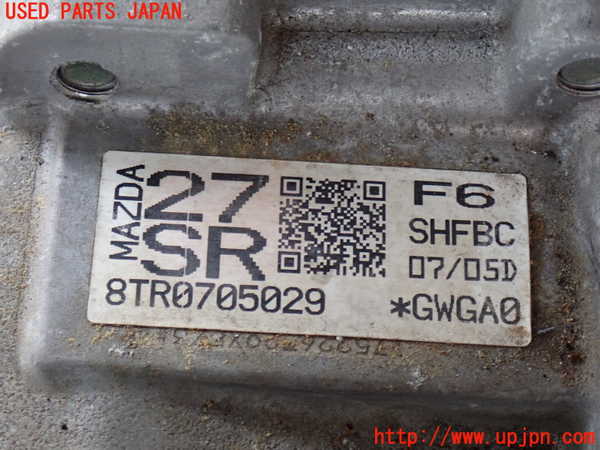 USED PARTS JAPAN
MAZDA
27
SR
8TR0705029
F6
SHFBC
07/05D
*GWGA0
http://www.upjpn.com/